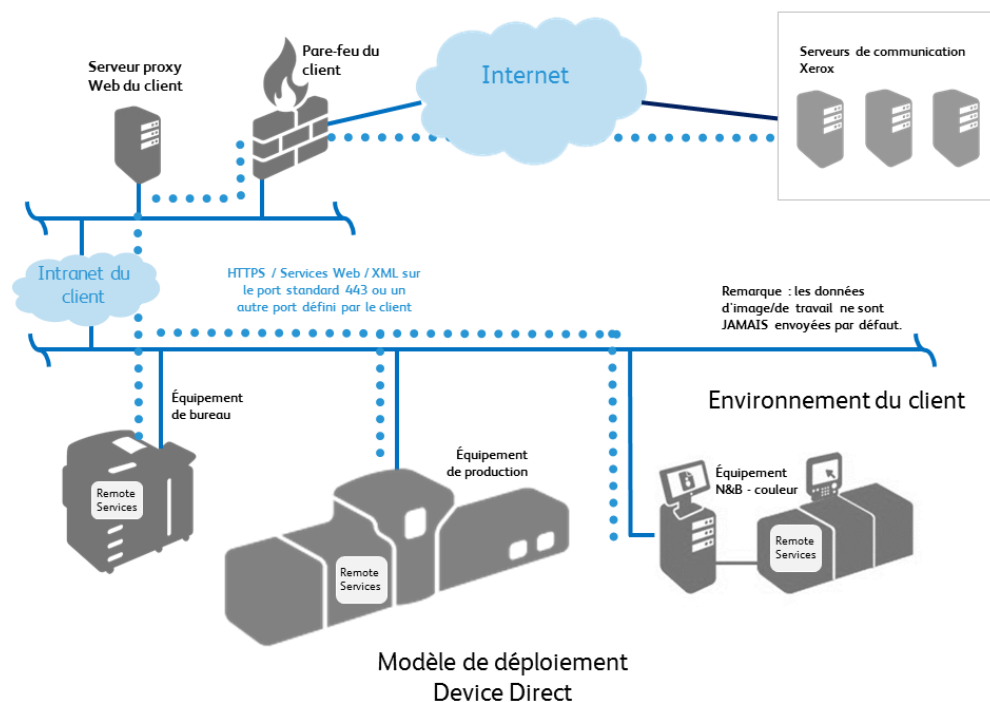 Serveur proxy
Web du client
Pare-feu du
client
Internet
Serveurs de communication
Xerox
Intranet du
client
HTTPS / Services Web / XML sur
le port standard 443 ou un
autre port défini par le client
Remarque : les données
d'image/de travail ne sont
JAMAIS envoyées par défaut.
Équipement
de bureau
Environnement du client
Équipement
de production
Équipement
N&B - couleur
Remote
Services
Remote
Services
Remote
Services
Modèle de déploiement
Device Direct